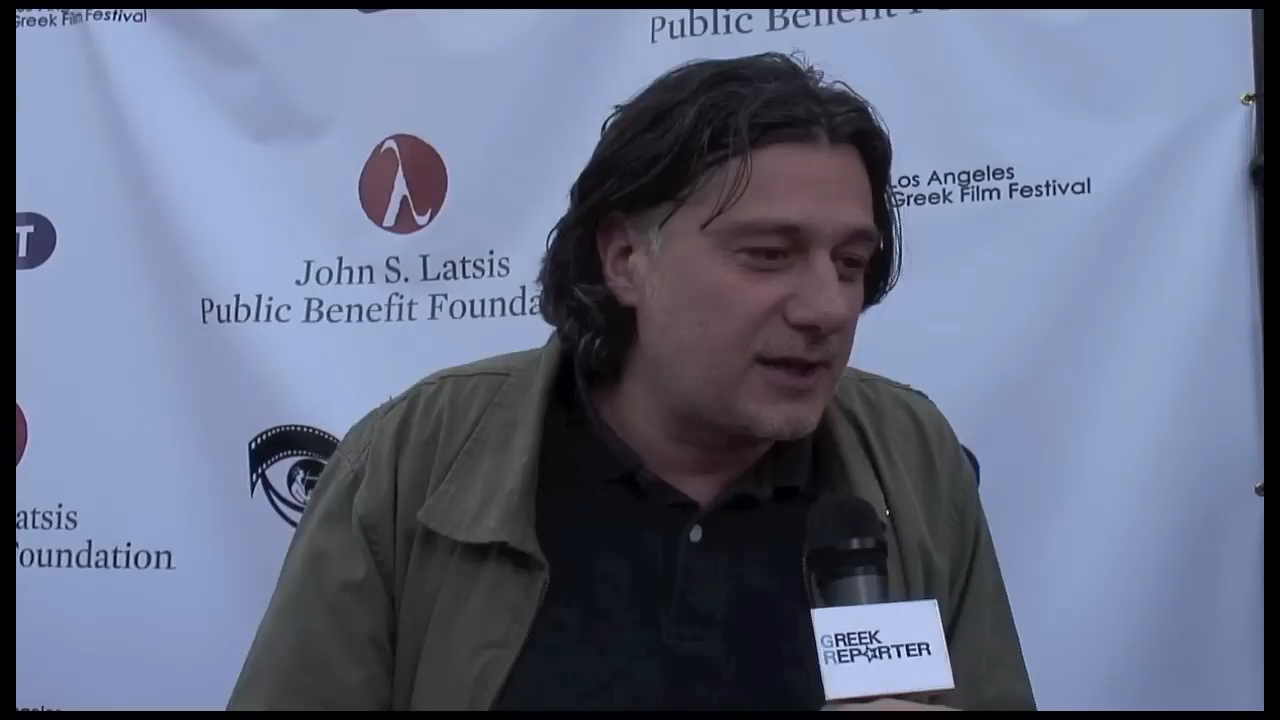 Greek Film Festival
Public Benefit
John S. Latsis
Public Benefit Founda
Los Angeles
Greek Film Festival
T
atsis
oundation
GREEK
REPORTER